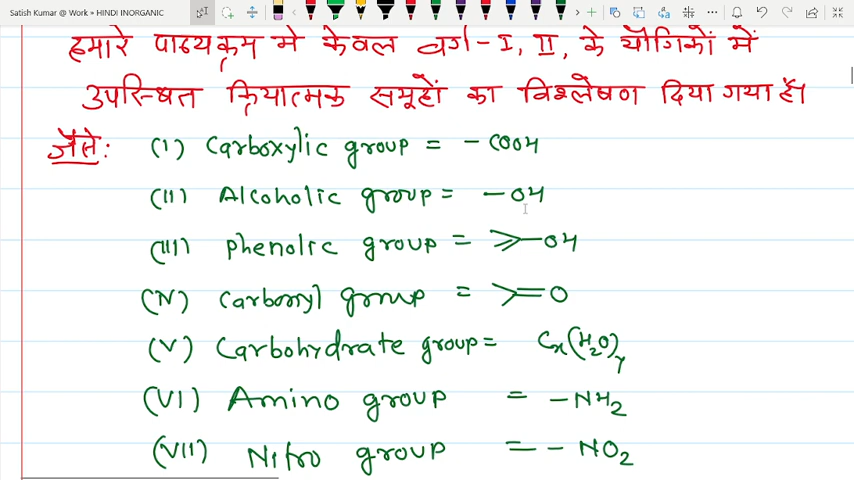 Satish Kumar @ Work » HINDI INORGANIC
हमारे पाठ्यक्रम मे केवल वर्ग-I, II, के यौगिकों में
उपस्थित क्रियात्मक समूहों का विश्लेषण दिया गया है।
जैसे: (I) Carboxylic group = -COOH
(II) Alcoholic group = -OH
(III) Phenolic group = >-OH
(IV) Carbonyl group = >=O
(V) Carbohydrate group = Cx(H2O)y
(VI) Amino group = -NH2
(VII) Nitro group = - NO2